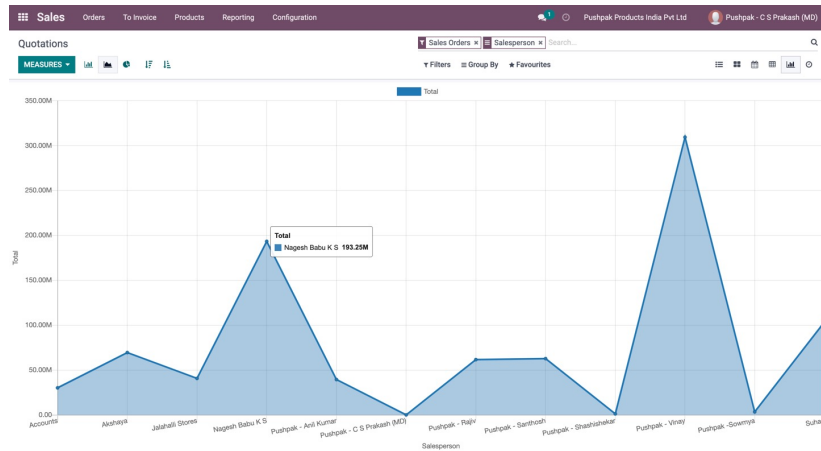 Sales Orders To Invoice Products Reporting Configuration 1 Pushpak Products India Pvt Ltd Pushpak - C S Prakash (MD)
Quotations Sales Orders × Salesperson × Search...
MEASURES Filters Group By Favourites
Total
350.00M
300.00M
250.00M
200.00M
150.00M
100.00M
50.00M
0.00
Total
Total
Nagesh Babu K S 193.25M
Accounts Akshaya Jalahalli Stores Nagesh Babu K S Pushpak - Anil Kumar Pushpak - C S Prakash (MD) Pushpak - Rajiv Pushpak - Santhosh Pushpak - Shashishekar Pushpak - Vinay Pushpak -Sowmya Suha
Salesperson